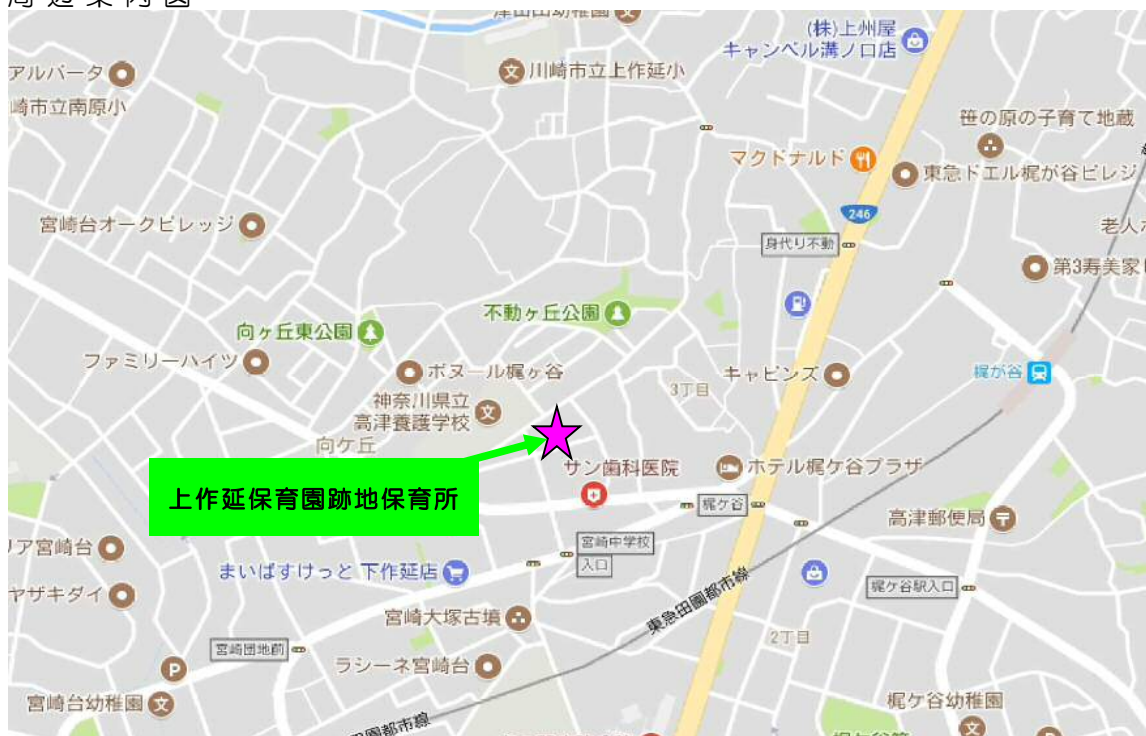 周辺案内図
津田山幼稚園
(株)上州屋
キャンベル溝ノ口店
アルバータ
川崎市立上作延小
崎市立南原小
笹の原の子育て地蔵
マクドナルド
東急ドエル梶が谷ビレジ
宮崎台オークビレッジ
246
身代り不動
老人ホ
第3寿美家
不動ヶ丘公園
向ヶ丘東公園
ファミリーハイツ
ボヌール梶ヶ谷
3丁目
キャビンズ
梶が谷
神奈川県立
高津養護学校
向ケ丘
サン歯科医院
ホテル梶ケ谷プラザ
上作延保育園跡地保育所
梶ケ谷
高津郵便局
リア宮崎台
宮崎中学校
入口
まいばすけっと 下作延店
ヤザキダイ
梶ケ谷駅入口
宮崎大塚古墳
東急田園都市線
2丁目
宮崎団地前
ラシーネ宮崎台
P
宮崎台幼稚園
梶ケ谷幼稚園
田園都市線